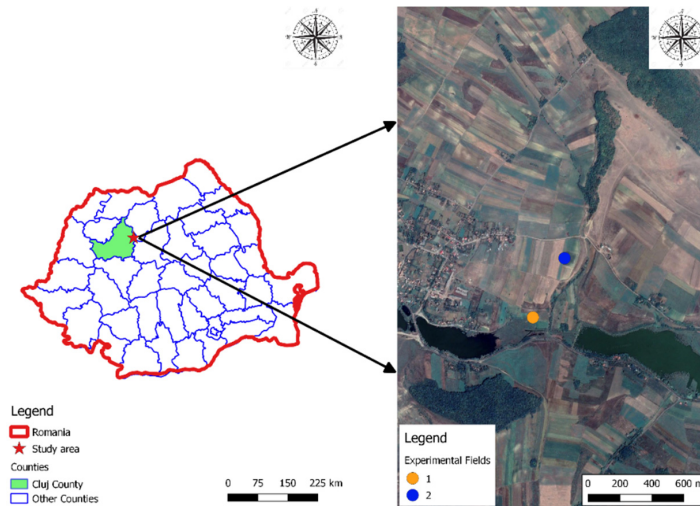 Legend
Romania
Study area
Counties
Cluj County
Other Counties
0 75 150 225 km
Legend
Experimental Fields
1
2
0 200 400 600 m